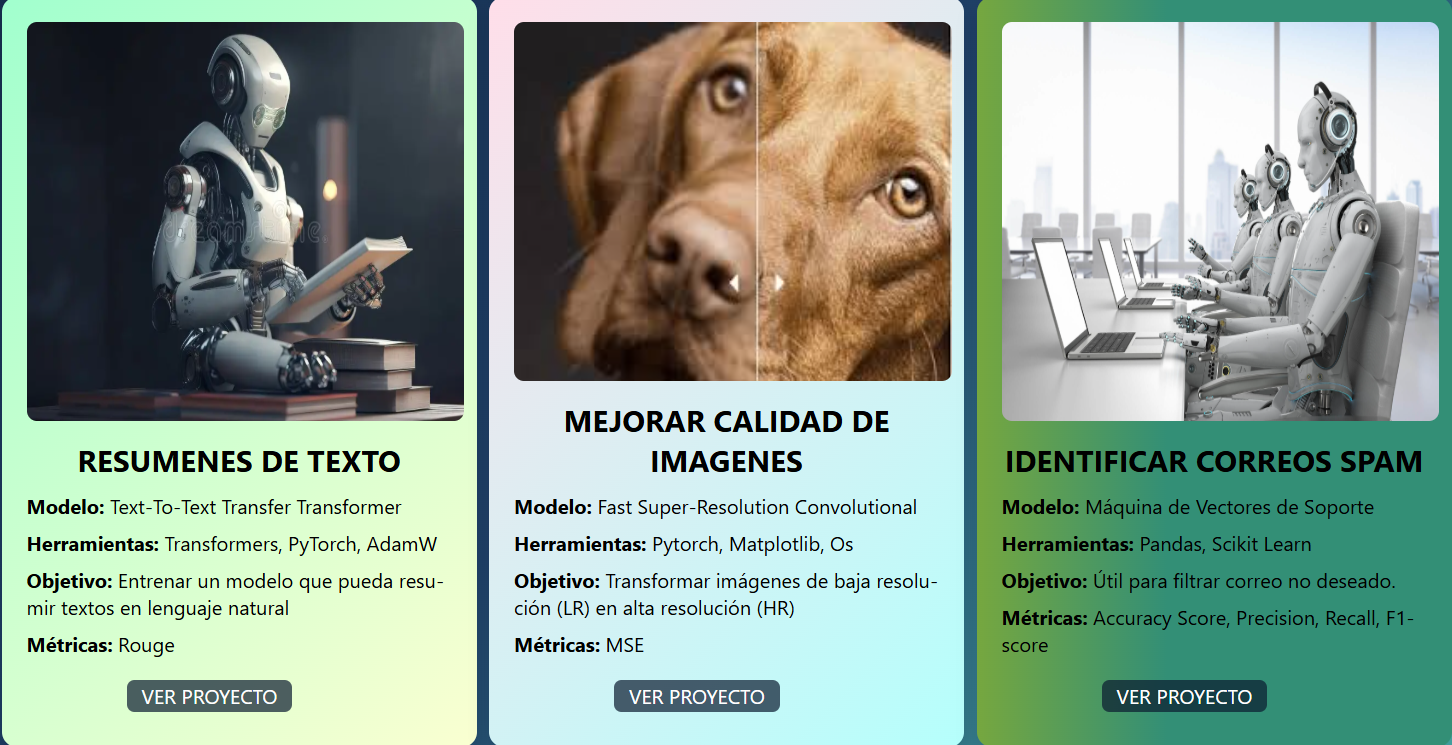 RESUMENES DE TEXTO
Modelo: Text-To-Text Transfer Transformer
Herramientas: Transformers, PyTorch, AdamW
Objetivo: Entrenar un modelo que pueda resu-
mir textos en lenguaje natural
Métricas: Rouge
VER PROYECTO
MEJORAR CALIDAD DE
IMAGENES
Modelo: Fast Super-Resolution Convolutional
Herramientas: Pytorch, Matplotlib, Os
Objetivo: Transformar imágenes de baja resolu-
ción (LR) en alta resolución (HR)
Métricas: MSE
VER PROYECTO
IDENTIFICAR CORREOS SPAM
Modelo: Máquina de Vectores de Soporte
Herramientas: Pandas, Scikit Learn
Objetivo: Útil para filtrar correo no deseado.
Métricas: Accuracy Score, Precision, Recall, F1-
score
VER PROYECTO